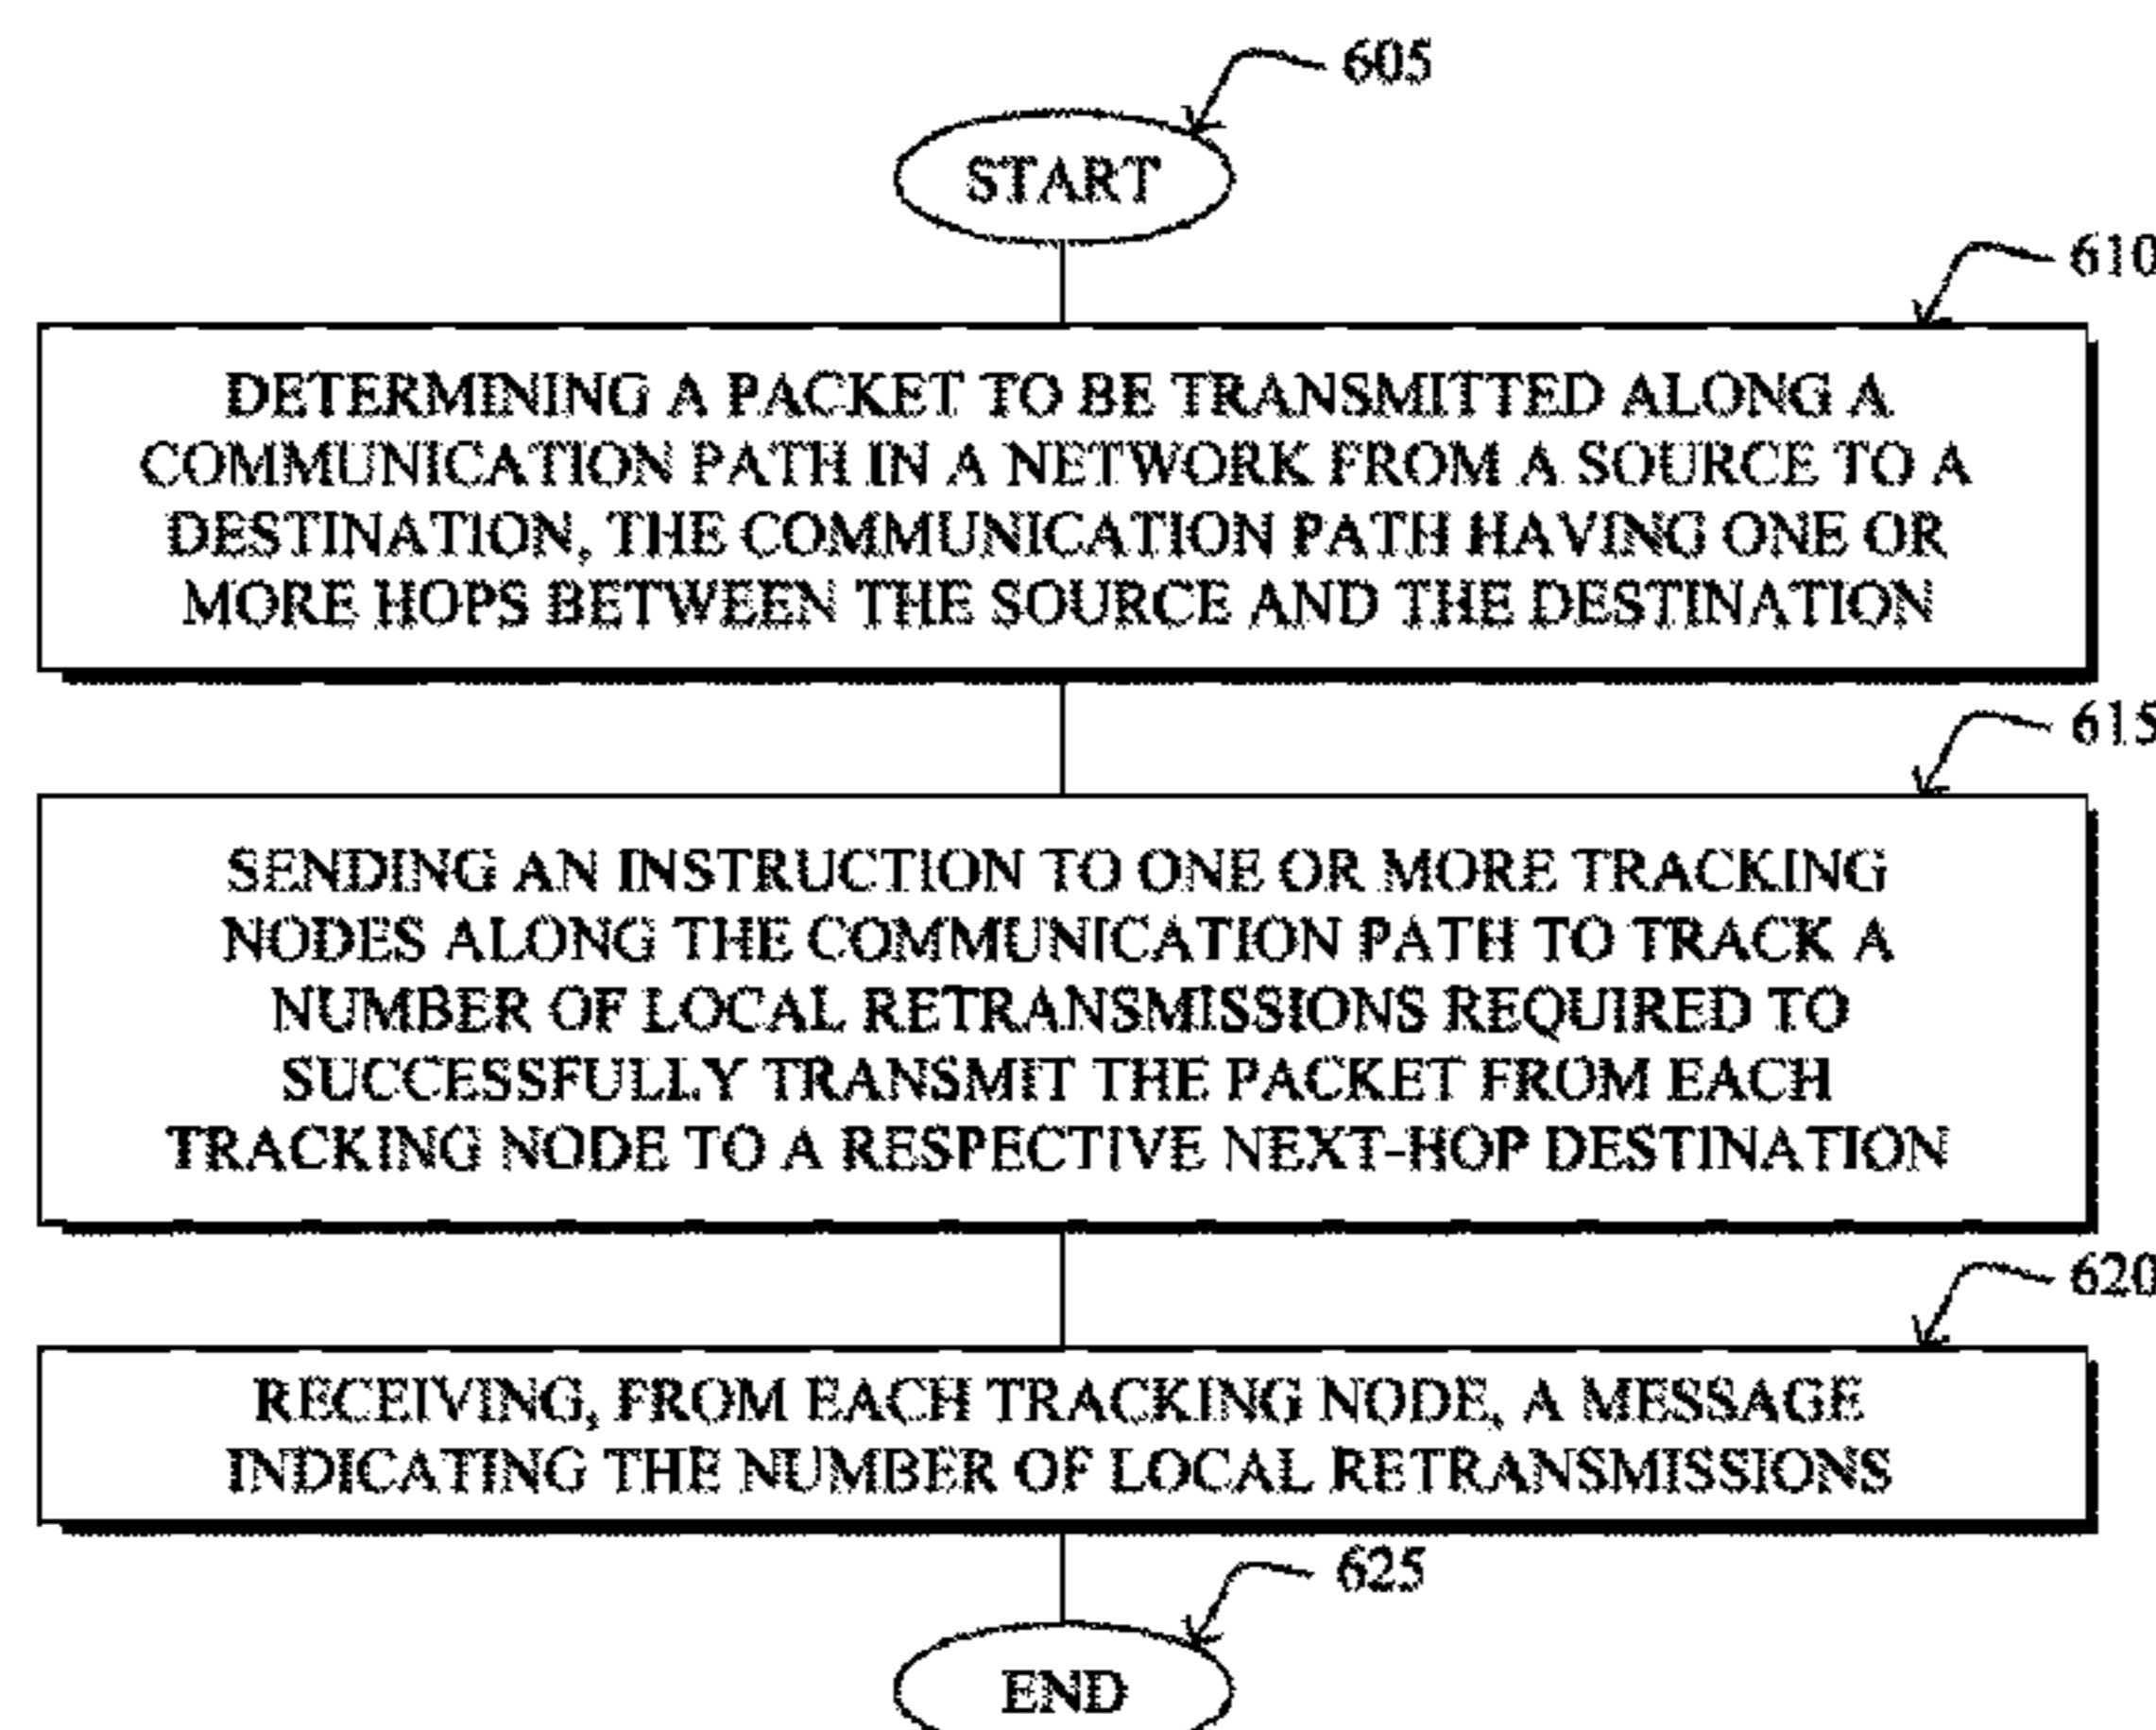 605
START
610
DETERMINING A PACKET TO BE TRANSMITTED ALONG A
COMMUNICATION PATH IN A NETWORK FROM A SOURCE TO A
DESTINATION, THE COMMUNICATION PATH HAVING ONE OR
MORE HOPS BETWEEN THE SOURCE AND THE DESTINATION
615
SENDING AN INSTRUCTION TO ONE OR MORE TRACKING
NODES ALONG THE COMMUNICATION PATH TO TRACK A
NUMBER OF LOCAL RETRANSMISSIONS REQUIRED TO
SUCCESSFULLY TRANSMIT THE PACKET FROM EACH
TRACKING NODE TO A RESPECTIVE NEXT-HOP DESTINATION
620
RECEIVING, FROM EACH TRACKING NODE, A MESSAGE
INDICATING THE NUMBER OF LOCAL RETRANSMISSIONS
625
END